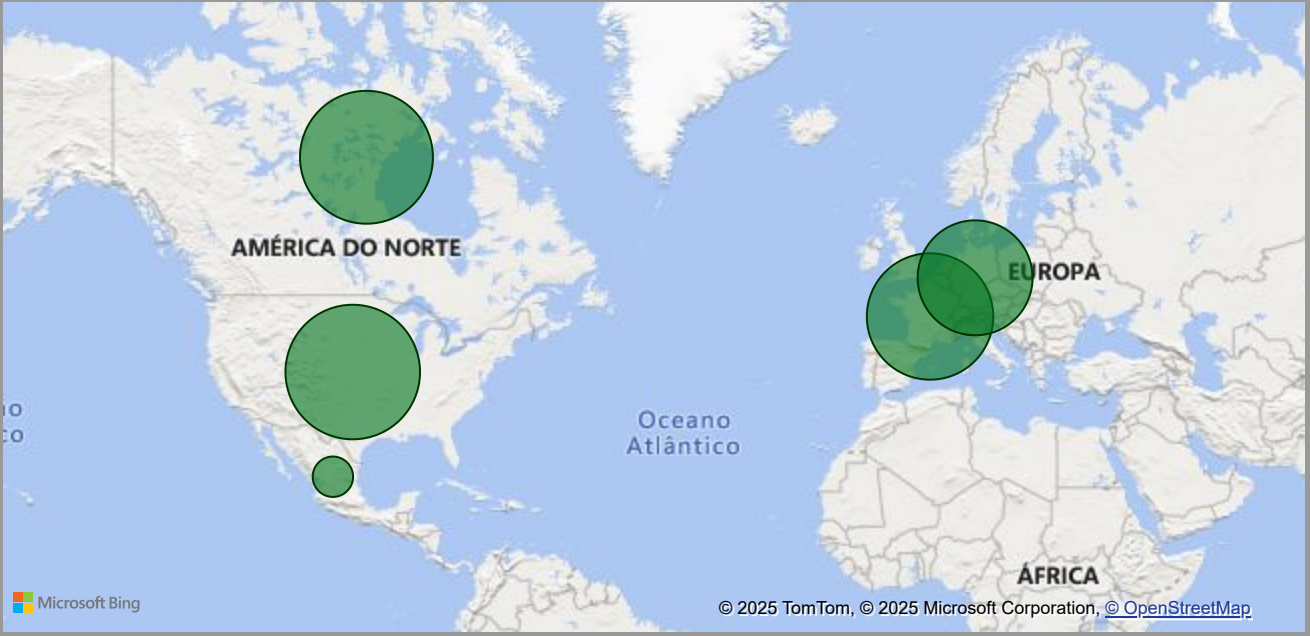 AMÉRICA DO NORTE
EUROPA
Oceano
Atlântico
ÁFRICA
Microsoft Bing
© 2025 TomTom, © 2025 Microsoft Corporation, © OpenStreetMap